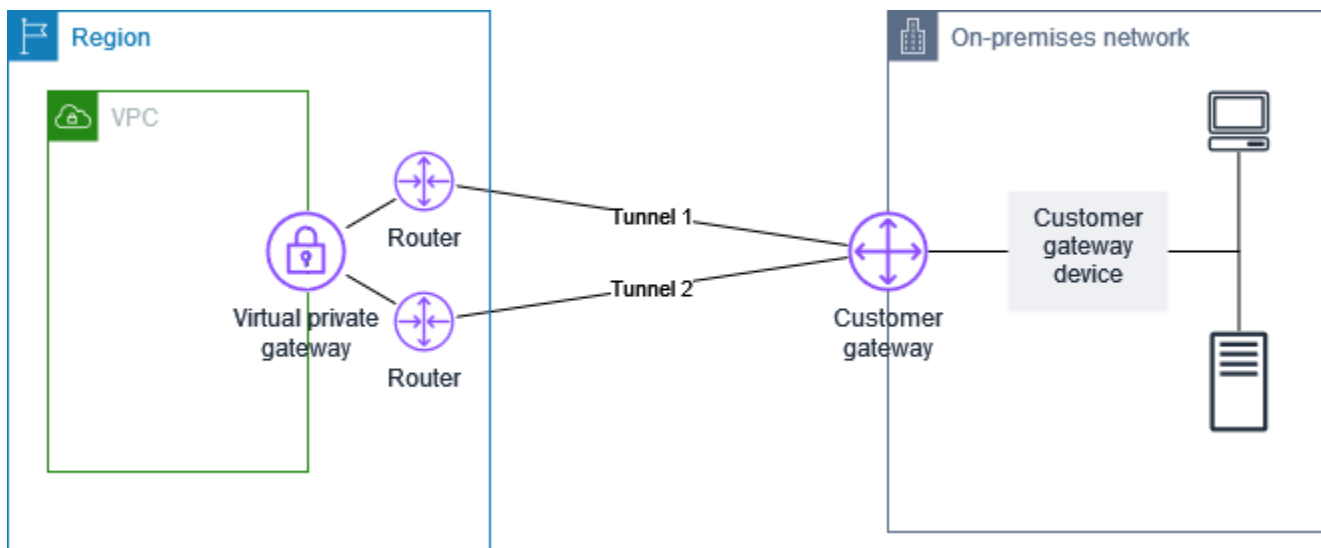 Region
On-premises network
VPC
Router
Tunnel 1
Customer
gateway
device
Virtual private
gateway
Tunnel 2
Customer
gateway
Router